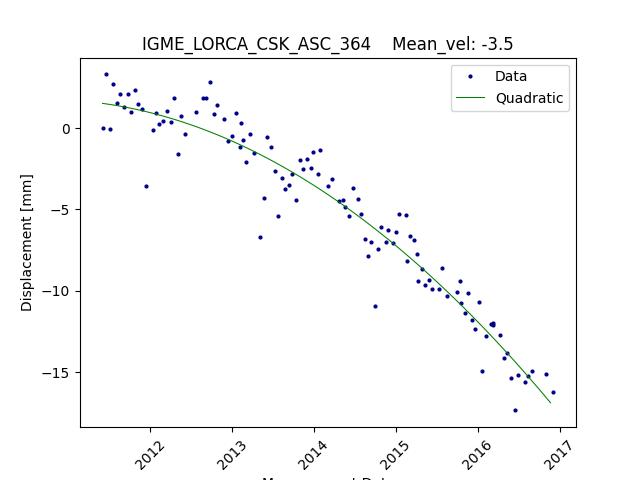 IGME_LORCA_CSK_ASC_364    Mean_vel: -3.5
Data
Quadratic
Displacement [mm]
0
−5
−10
−15
2012
2013
2014
2015
2016
2017